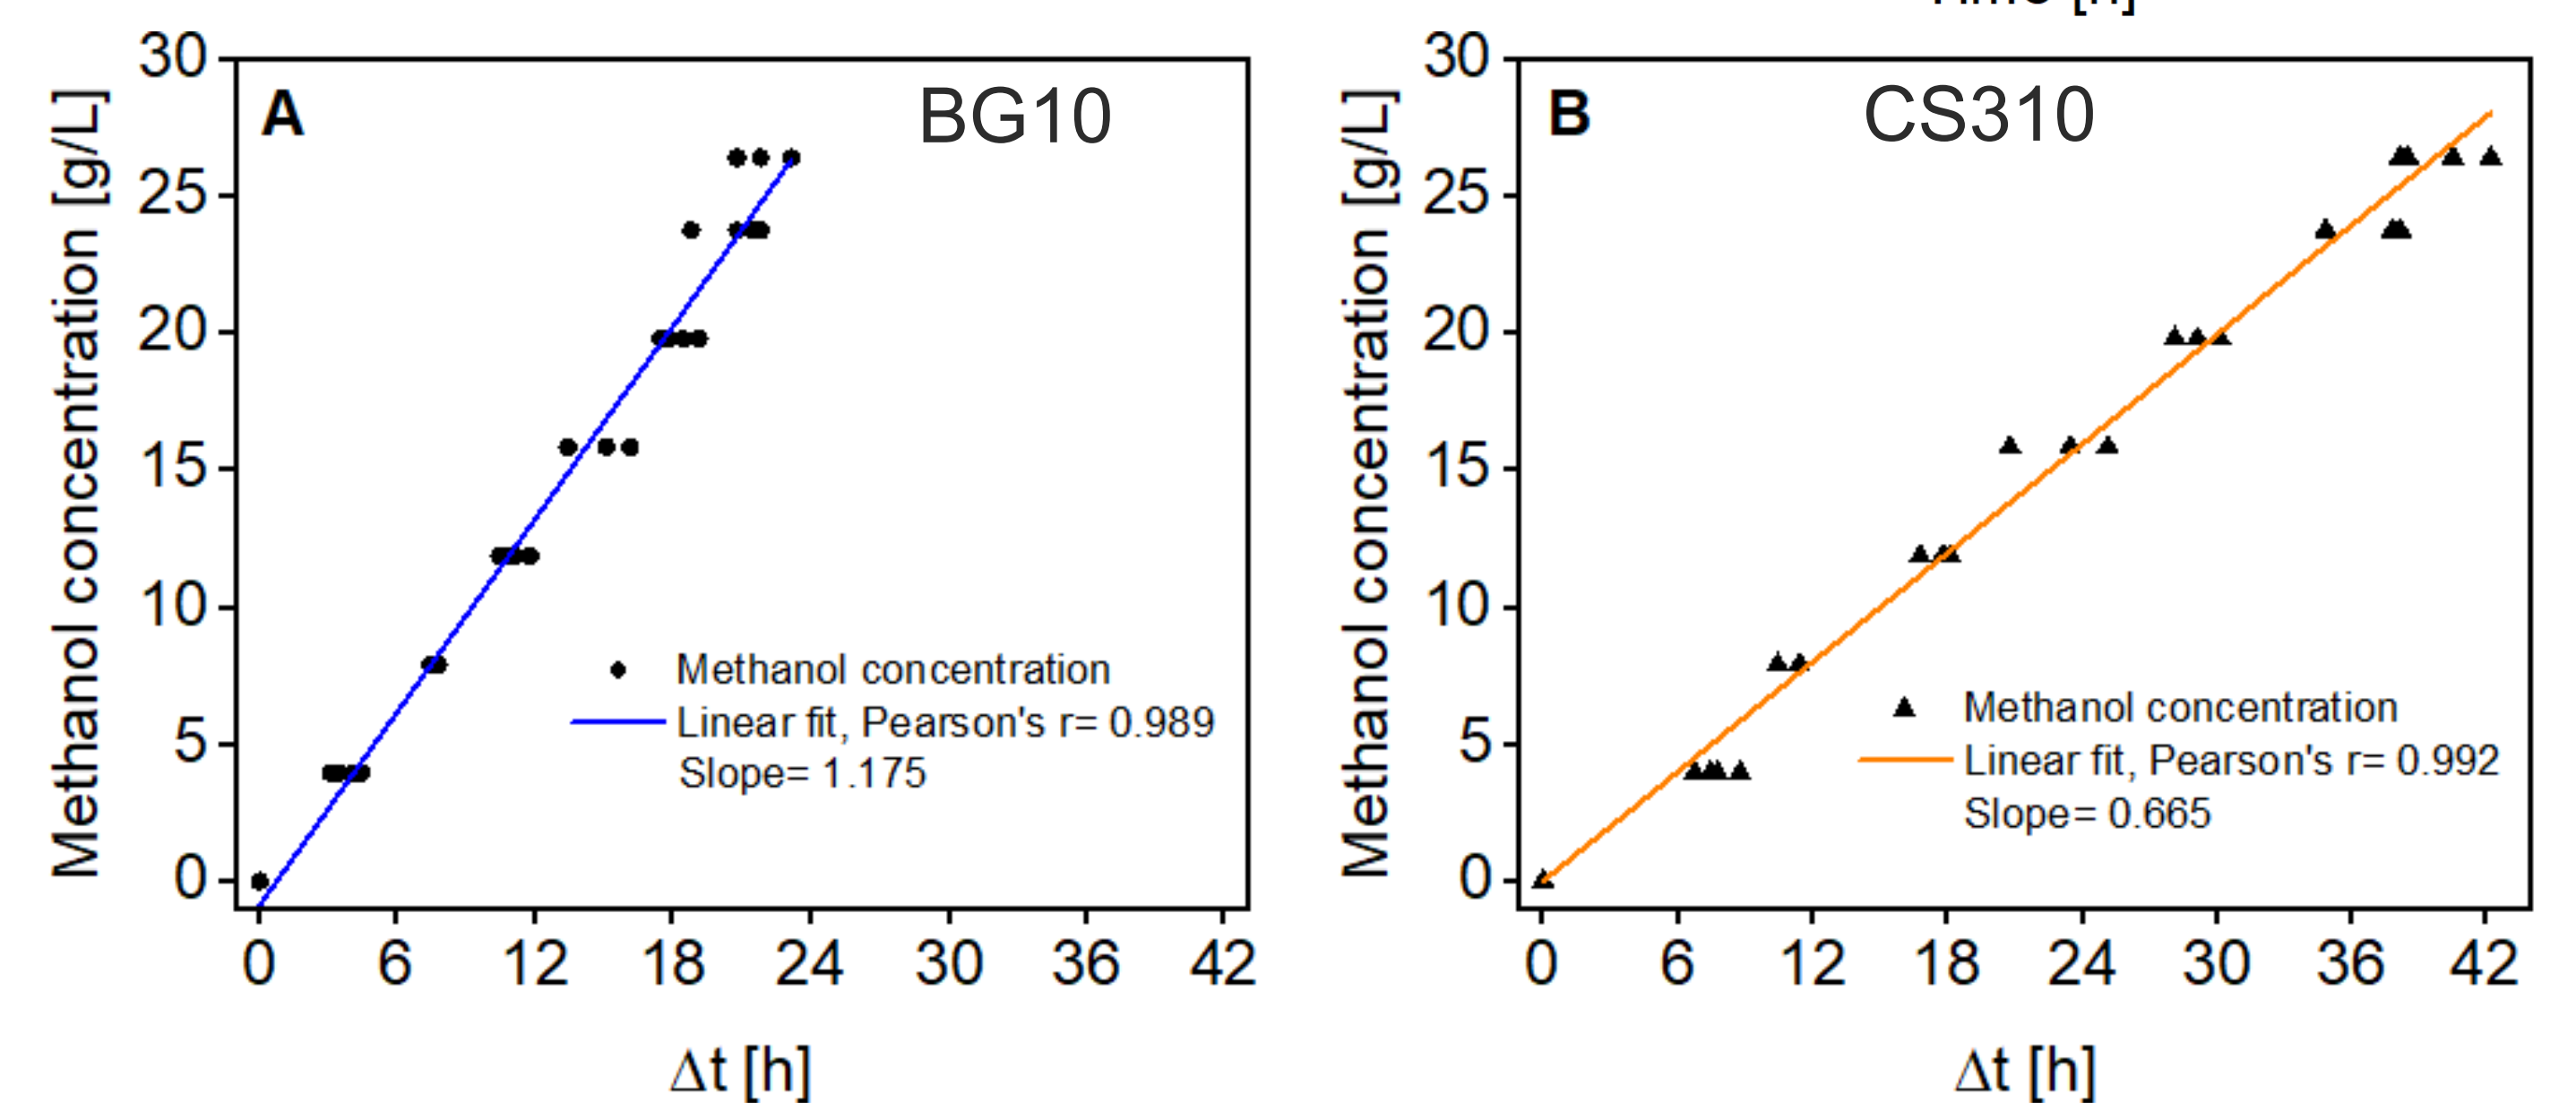 Time [h]
A
BG10
30
25
20
15
10
5
0
Methanol concentration [g/L]
Methanol concentration
Linear fit, Pearson's r= 0.989
Slope= 1.175
0 6 12 18 24 30 36 42
Δt [h]
B
CS310
30
25
20
15
10
5
0
Methanol concentration [g/L]
Methanol concentration
Linear fit, Pearson's r= 0.992
Slope= 0.665
0 6 12 18 24 30 36 42
Δt [h]